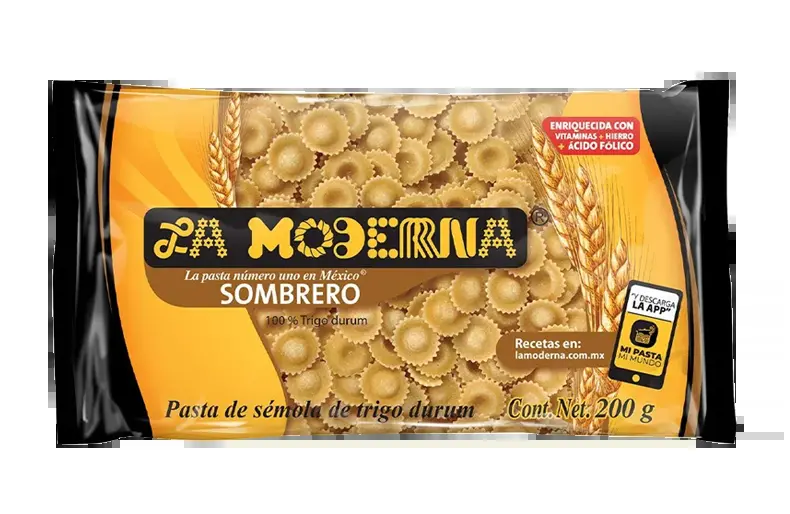 ENRIQUECIDA CON
VITAMINAS + HIERRO
+ ÁCIDO FÓLICO
LA MODERNA®
La pasta número uno en México©
SOMBRERO
100 % Trigo durum
"Y DESCARGA
LA APP"
MI PASTA
MI MUNDO
Recetas en:
lamoderna.com.mx
Pasta de sémola de trigo durum
Cont. Net. 200 g